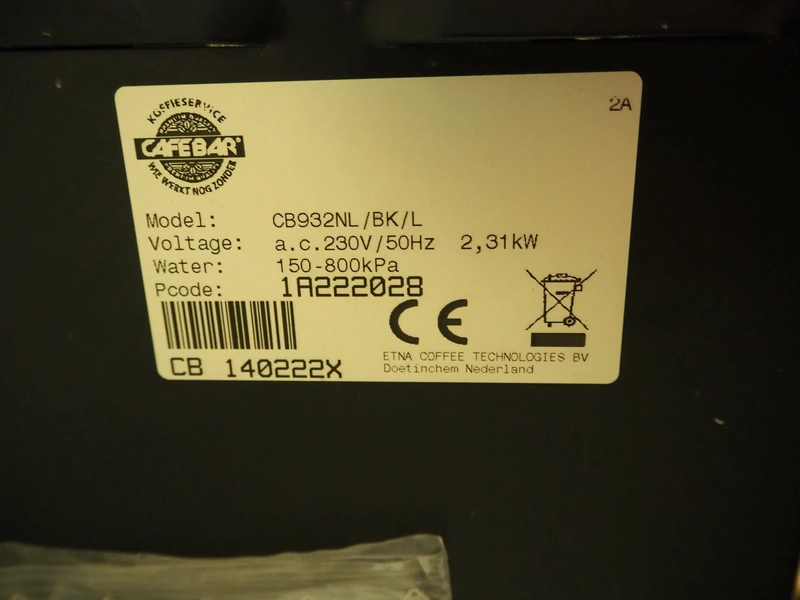 2A
KOFFIESERVICE
CAFEBAR®
WIE WERKT NOG ZONDER
Model: CB932NL/BK/L
Voltage: a.c.230V/50Hz 2,31kW
Water: 150-800kPa
Pcode: 1A222028
CE
CB 140222X
ETNA COFFEE TECHNOLOGIES BV
Doetinchem Nederland